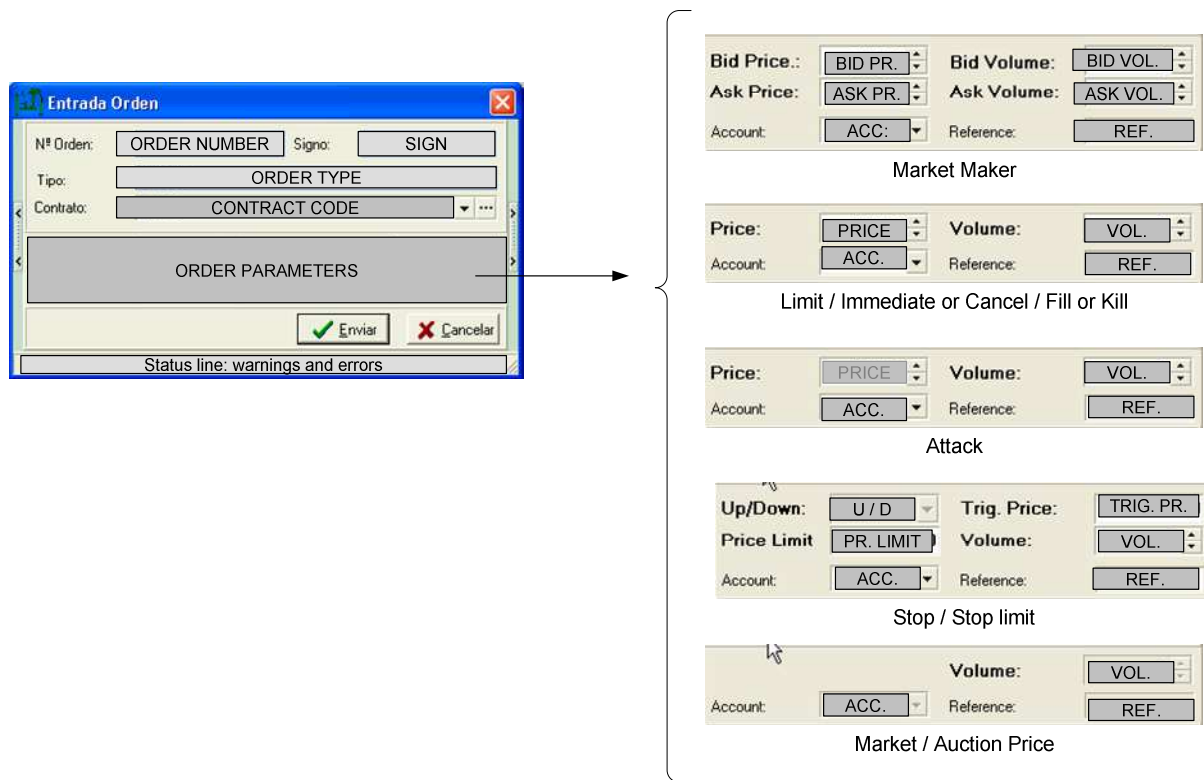 Entrada Orden
Nº Orden: ORDER NUMBER Signo: SIGN
Tipo: ORDER TYPE
Contrato: CONTRACT CODE ...
ORDER PARAMETERS
Enviar Cancelar
Status line: warnings and errors
Bid Price.: BID PR. Bid Volume: BID VOL.
Ask Price: ASK PR. Ask Volume: ASK VOL.
Account: ACC: Reference: REF.
Market Maker
Price: PRICE Volume: VOL.
Account: ACC. Reference: REF.
Limit / Immediate or Cancel / Fill or Kill
Price: PRICE Volume: VOL.
Account: ACC. Reference: REF.
Attack
Up/Down: U / D Trig. Price: TRIG. PR.
Price Limit PR. LIMIT Volume: VOL.
Account: ACC. Reference: REF.
Stop / Stop limit
Volume: VOL.
Account: ACC. Reference: REF.
Market / Auction Price